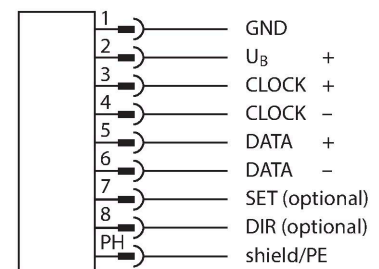 1 GND
2 U_B +
3 CLOCK +
4 CLOCK –
5 DATA +
6 DATA –
7 SET (optional)
8 DIR (optional)
PH shield/PE